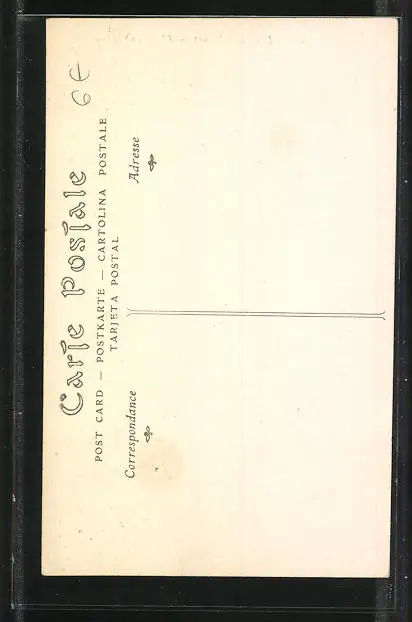 6€
Carte Postale
POST CARD — POSTKARTE — CARTOLINA POSTALE
TARJETA POSTAL
Correspondance
Adresse